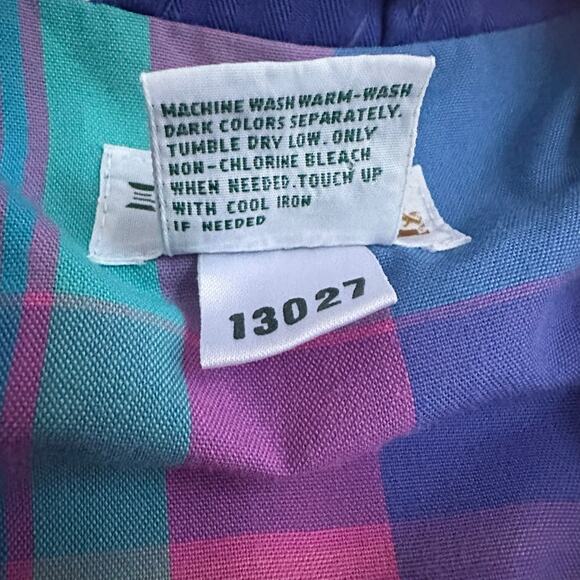 MACHINE WASH WARM-WASH
DARK COLORS SEPARATELY.
TUMBLE DRY LOW. ONLY
NON-CHLORINE BLEACH
WHEN NEEDED. TOUCH UP
WITH COOL IRON
IF NEEDED
13027